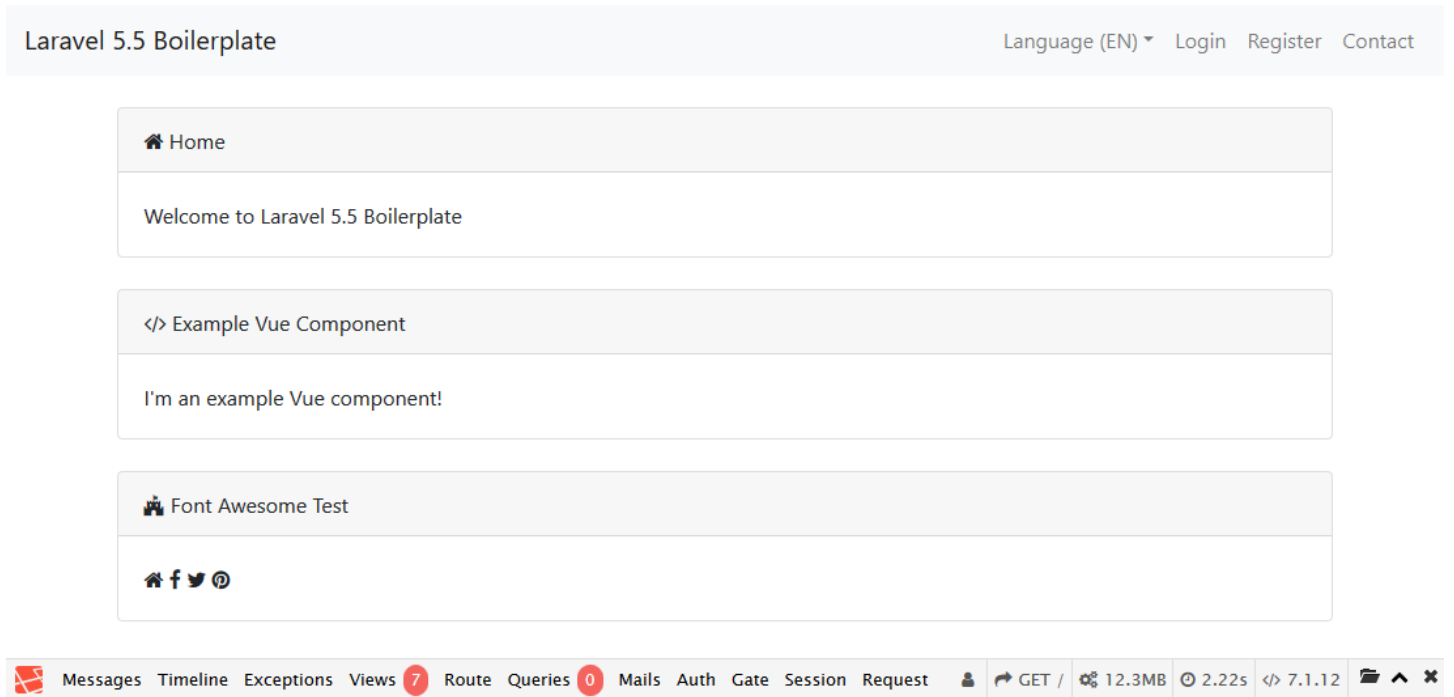 Laravel 5.5 Boilerplate Language (EN) Login Register Contact
Home
Welcome to Laravel 5.5 Boilerplate
</> Example Vue Component
I'm an example Vue component!
Font Awesome Test
Messages Timeline Exceptions Views 7 Route Queries 0 Mails Auth Gate Session Request GET / 12.3MB 2.22s </> 7.1.12